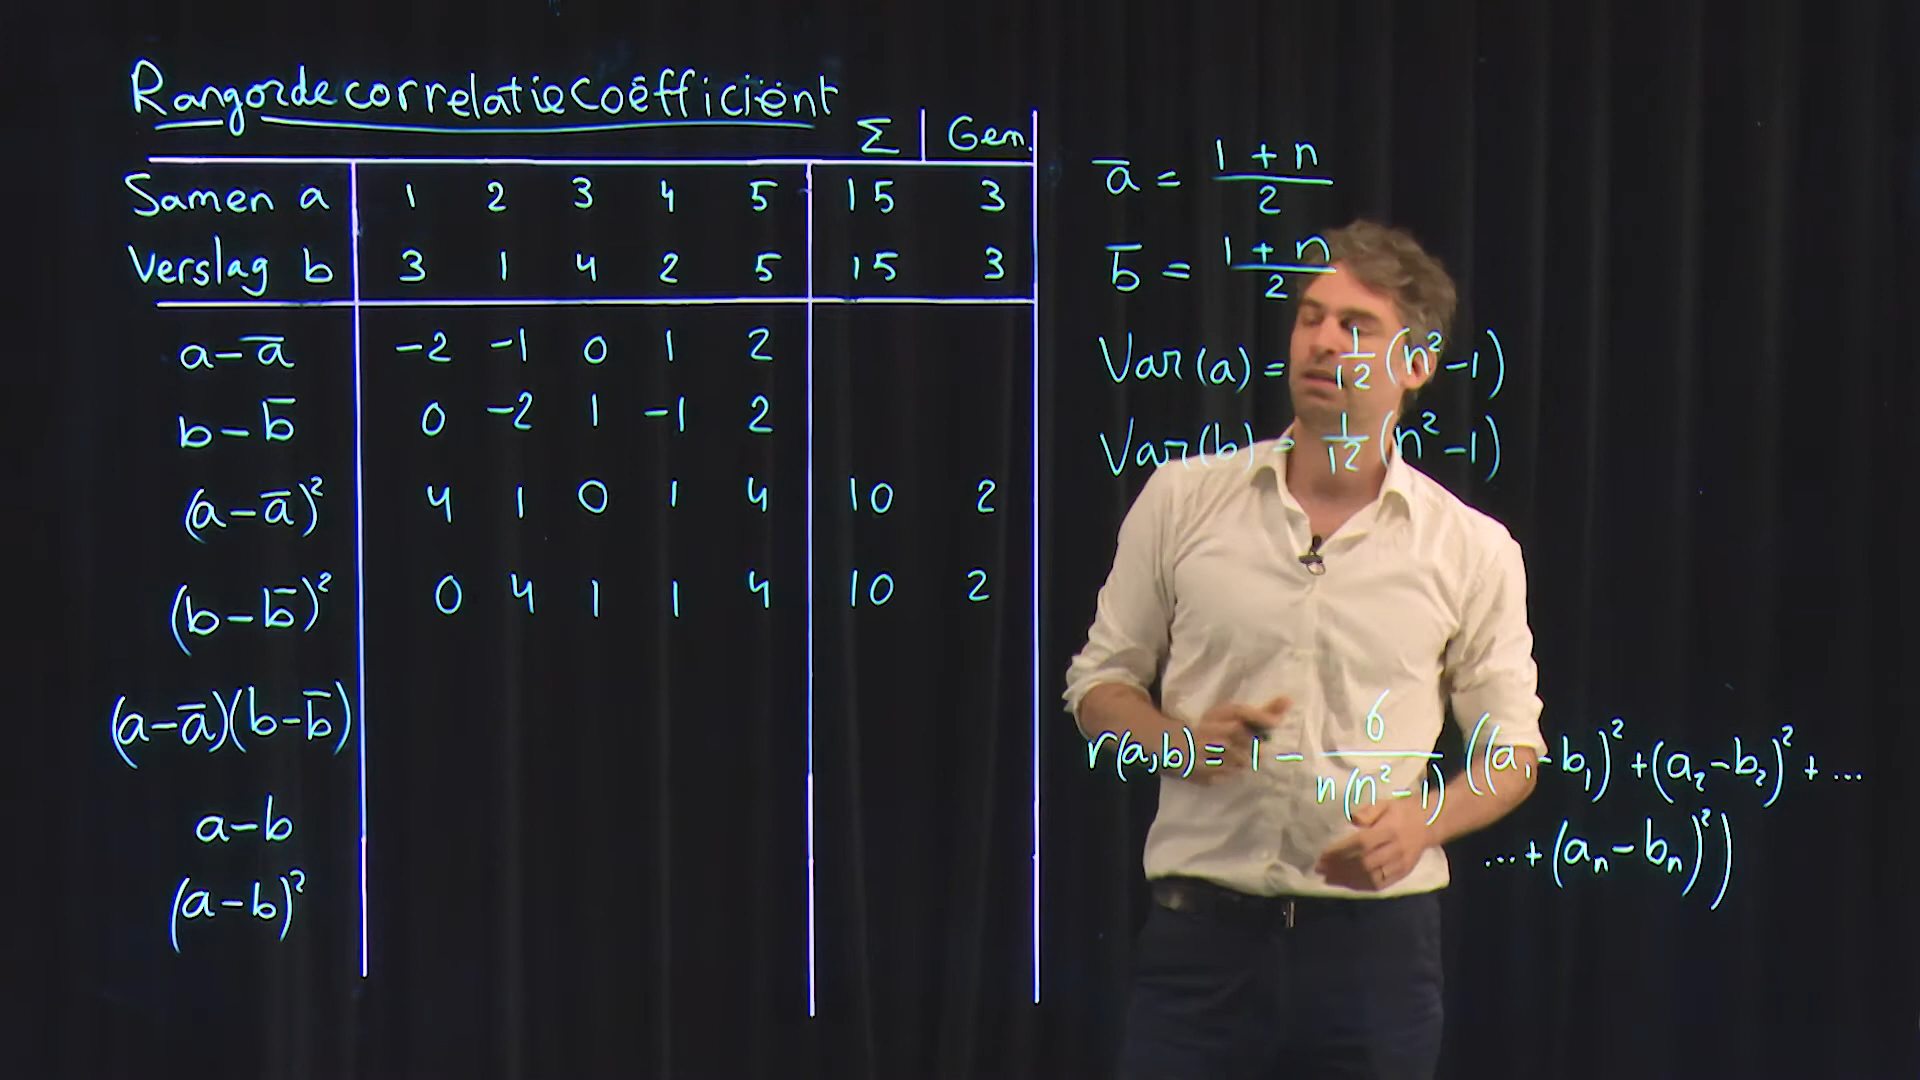 Rangordecorrelatiecoëfficiënt
Σ Gem.
Samen a 1 2 3 4 5 15 3
Verslag b 3 1 4 2 5 15 3
a-a̅ -2 -1 0 1 2
b-b̅ 0 -2 1 -1 2
(a-a̅)² 4 1 0 1 4 10 2
(b-b̅)² 0 4 1 1 4 10 2
(a-a̅)(b-b̅)
a-b
(a-b)²
a̅ = (1+n)/2
b̅ = (1+n)/2
Var(a) = 1/12 (n²-1)
Var(b) = 1/12 (n²-1)
r(a,b) = 1 - 6/(n(n²-1)) ((a₁-b₁)²+(a₂-b₂)²+...
...+(aₙ-bₙ)²)